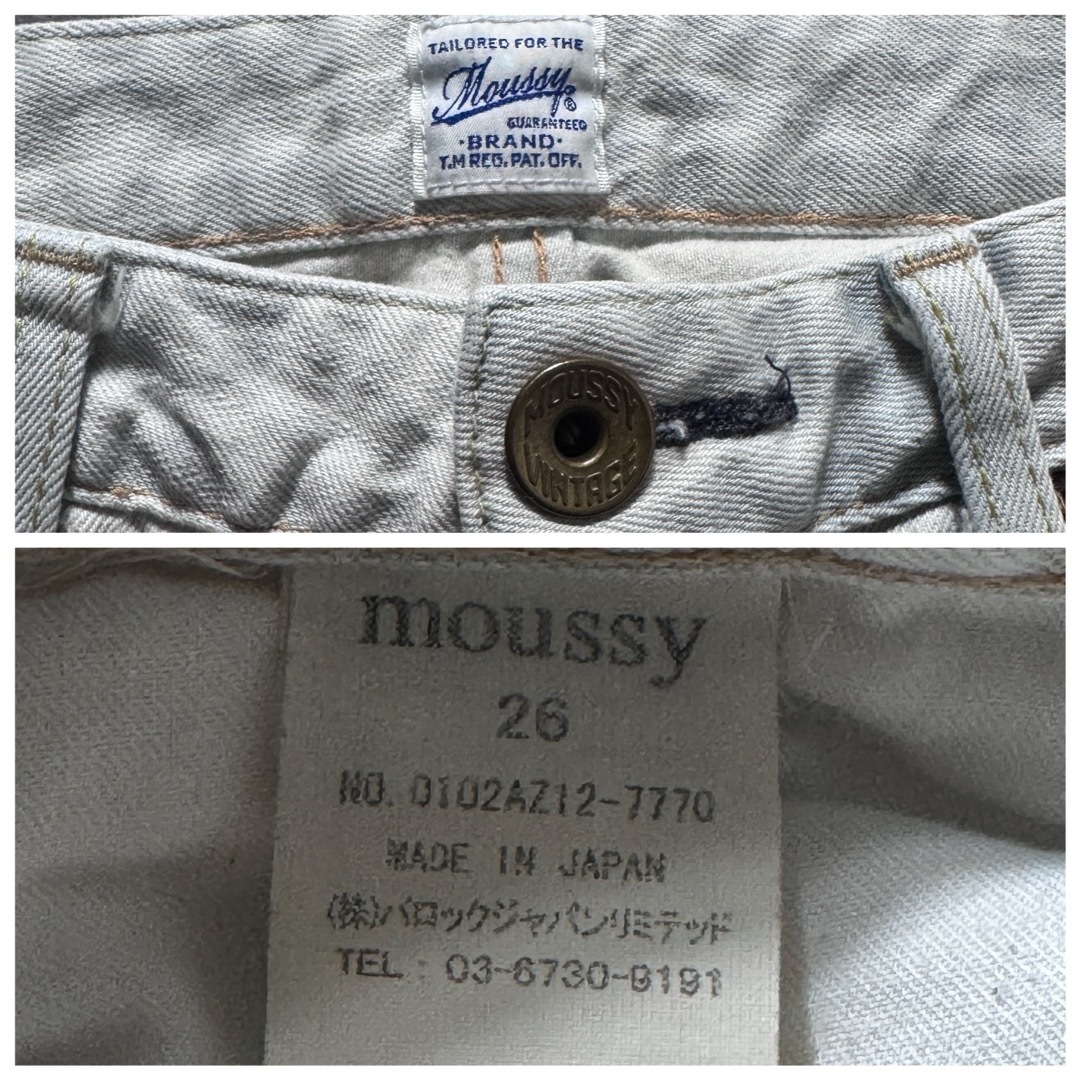 TAILORED FOR THE
Moussy®
GUARANTEED
·BRAND·
T.M REG. PAT. OFF.
MOUSSY
VINTAGE
moussy
26
NO. 0102AZ12-7770
MADE IN JAPAN
(株)バロックジャパンリミテッド
TEL : 03-6730-9191